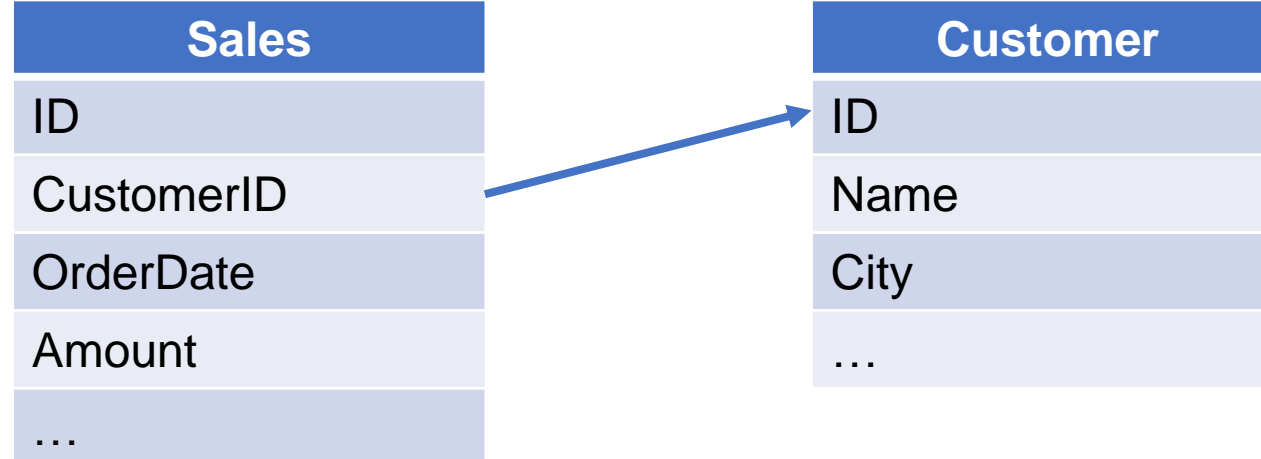 Sales
ID
CustomerID
OrderDate
Amount
…
Customer
ID
Name
City
…